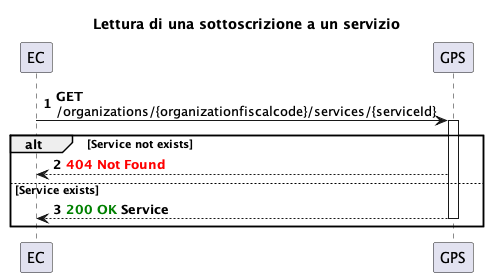 Lettura di una sottoscrizione a un servizio
EC
GPS
1 GET
/organizations/{organizationfiscalcode}/services/{serviceId}
alt [Service not exists]
2 404 Not Found
[Service exists]
3 200 OK Service
EC
GPS